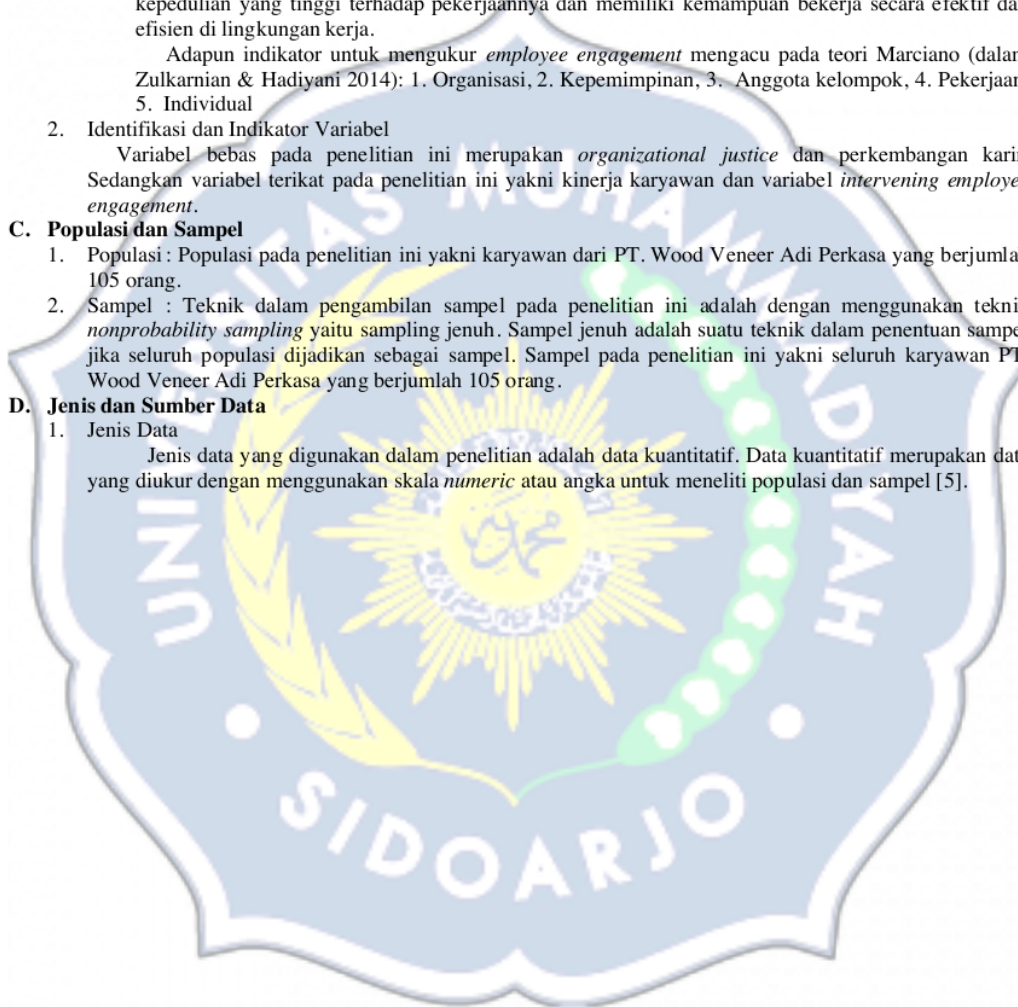 kepedulian yang tinggi terhadap pekerjaannya dan memiliki kemampuan bekerja secara efektif da
efisien di lingkungan kerja.
Adapun indikator untuk mengukur employee engagement mengacu pada teori Marciano (dalam
Zulkarnian & Hadiyani 2014): 1. Organisasi, 2. Kepemimpinan, 3. Anggota kelompok, 4. Pekerjaan
5. Individual
2. Identifikasi dan Indikator Variabel
Variabel bebas pada penelitian ini merupakan organizational justice dan perkembangan kari
Sedangkan variabel terikat pada penelitian ini yakni kinerja karyawan dan variabel intervening employe
engagement.
C. Populasi dan Sampel
1. Populasi : Populasi pada penelitian ini yakni karyawan dari PT. Wood Veneer Adi Perkasa yang berjumla
105 orang.
2. Sampel : Teknik dalam pengambilan sampel pada penelitian ini adalah dengan menggunakan tekni
nonprobability sampling yaitu sampling jenuh. Sampel jenuh adalah suatu teknik dalam penentuan sampe
jika seluruh populasi dijadikan sebagai sampel. Sampel pada penelitian ini yakni seluruh karyawan PT
Wood Veneer Adi Perkasa yang berjumlah 105 orang.
D. Jenis dan Sumber Data
1. Jenis Data
Jenis data yang digunakan dalam penelitian adalah data kuantitatif. Data kuantitatif merupakan dat
yang diukur dengan menggunakan skala numeric atau angka untuk meneliti populasi dan sampel [5].
UNIVERSITAS MUHAMMADIYAH
SIDOARJO